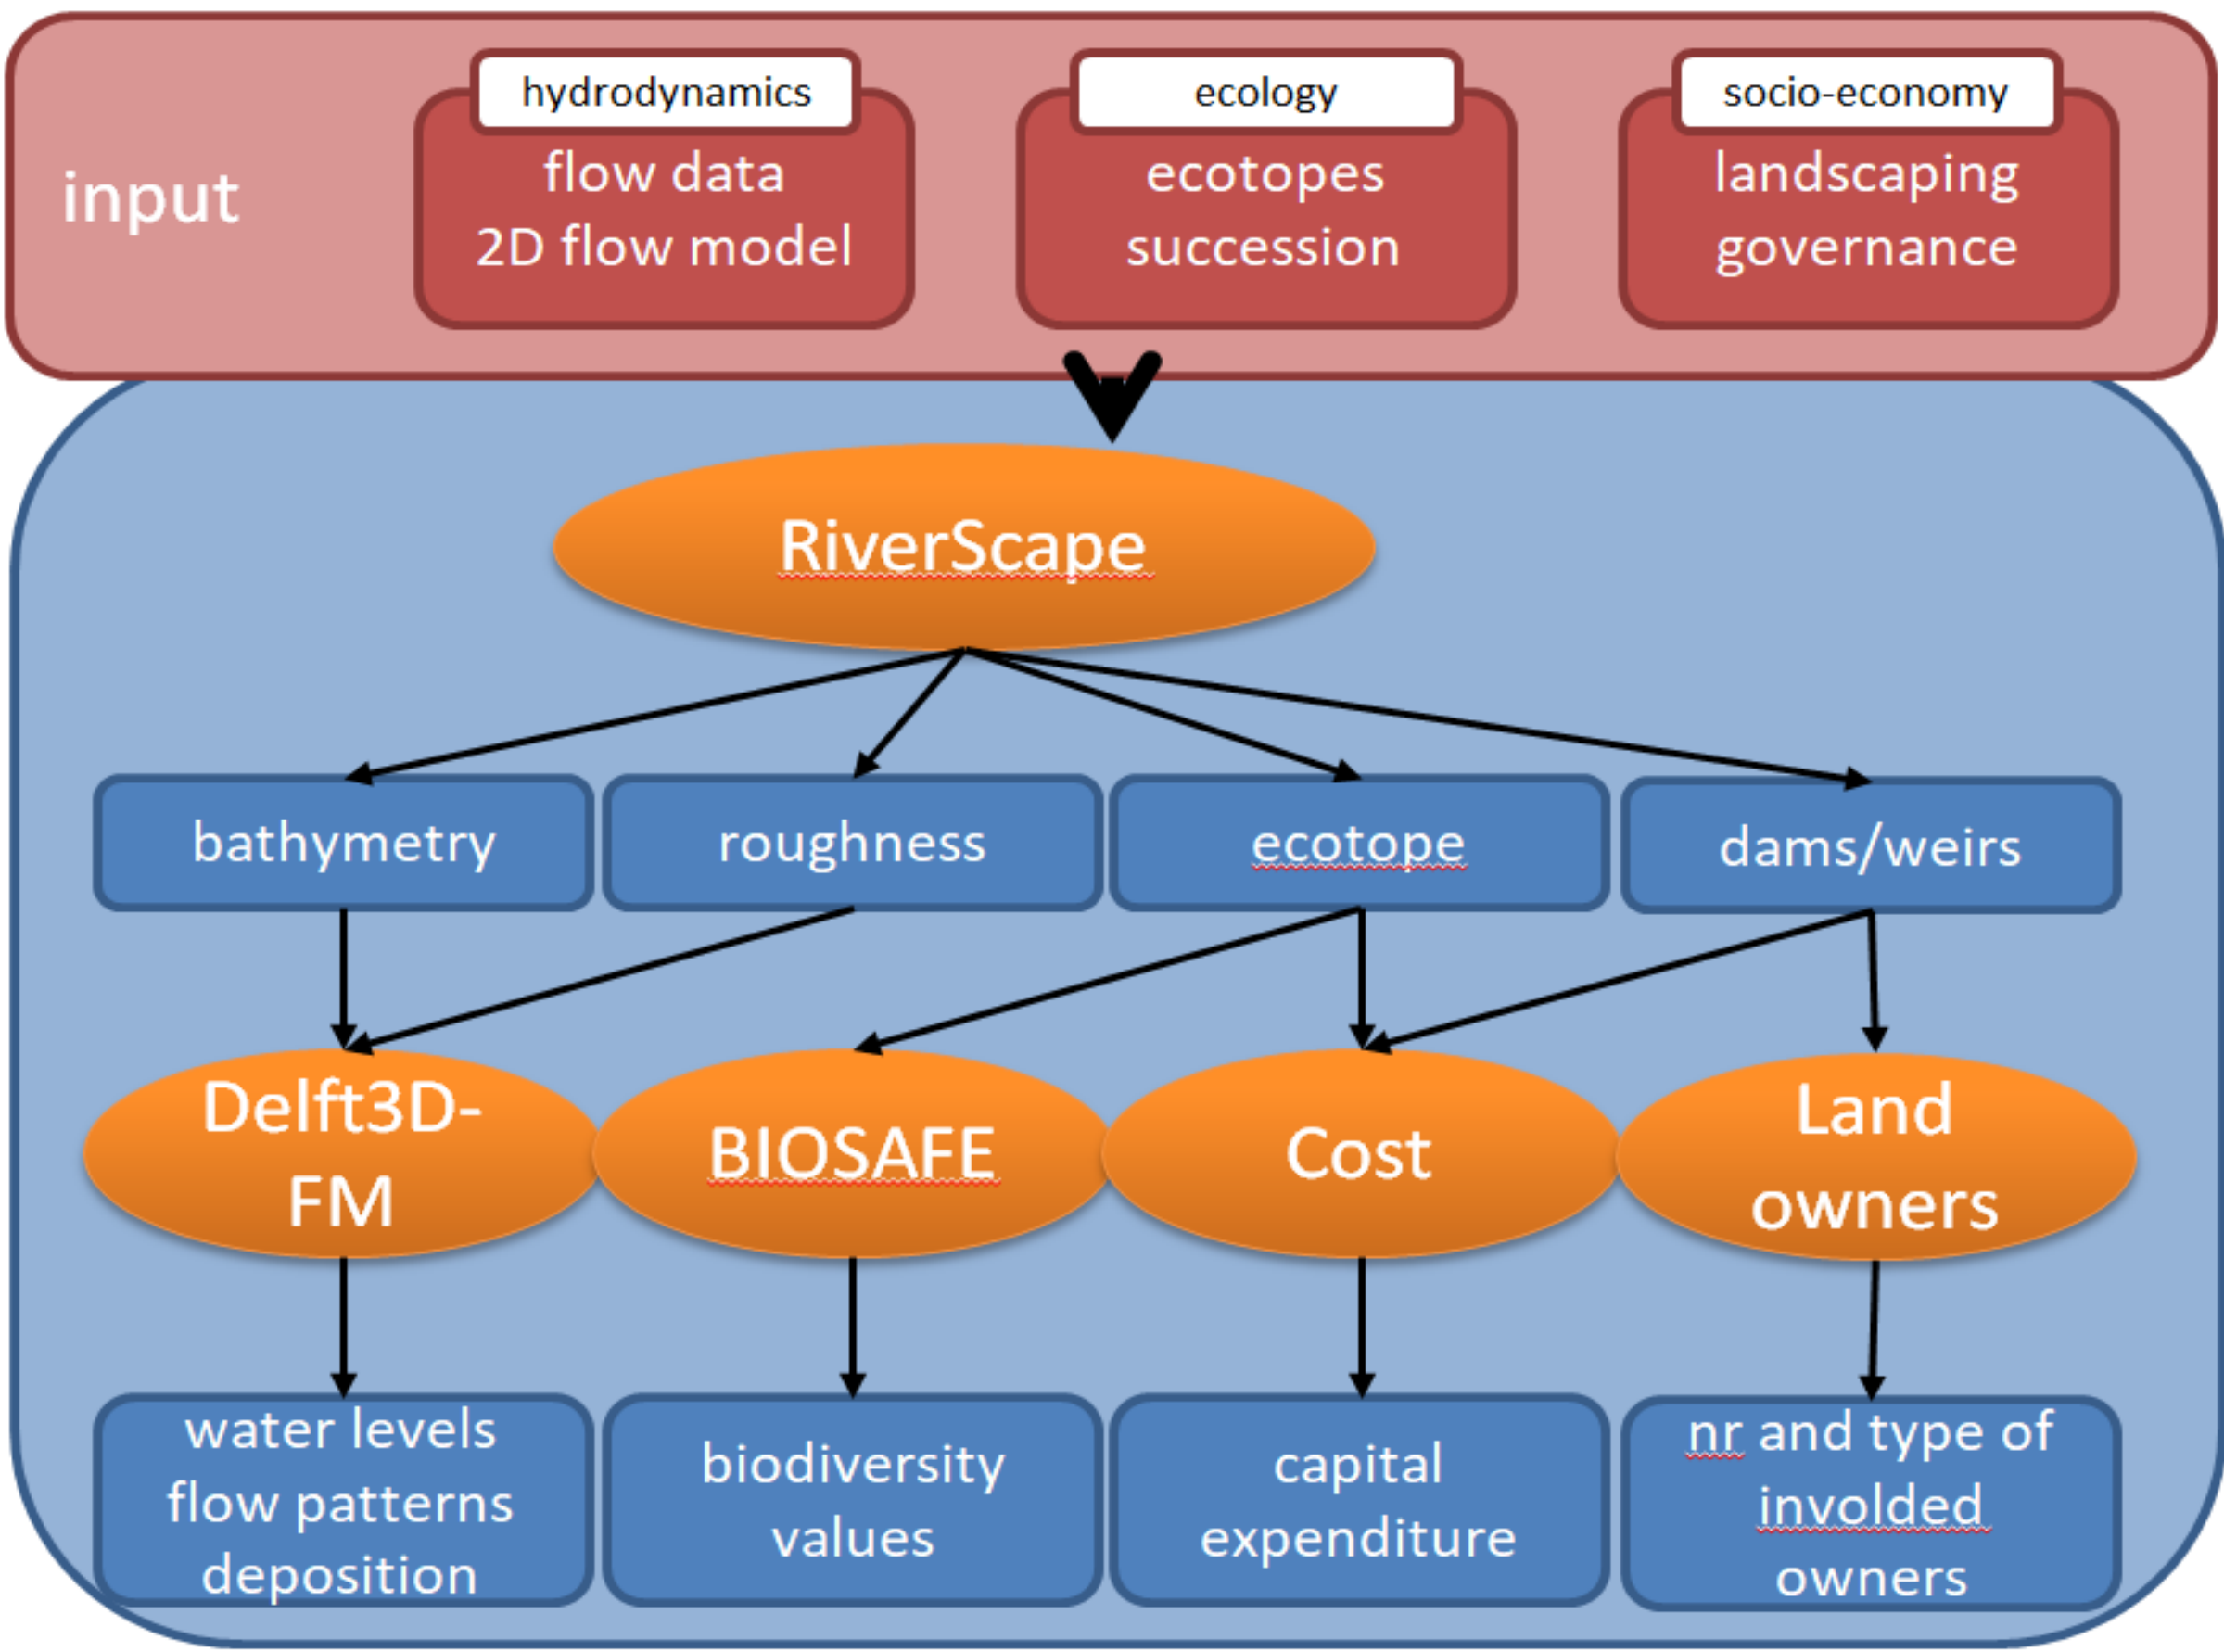 input
hydrodynamics
flow data
2D flow model
ecology
ecotopes
succession
socio-economy
landscaping
governance
RiverScape
bathymetry
roughness
ecotope
dams/weirs
Delft3D-
FM
BIOSAFE
Cost
Land
owners
water levels
flow patterns
deposition
biodiversity
values
capital
expenditure
nr and type of
involded
owners